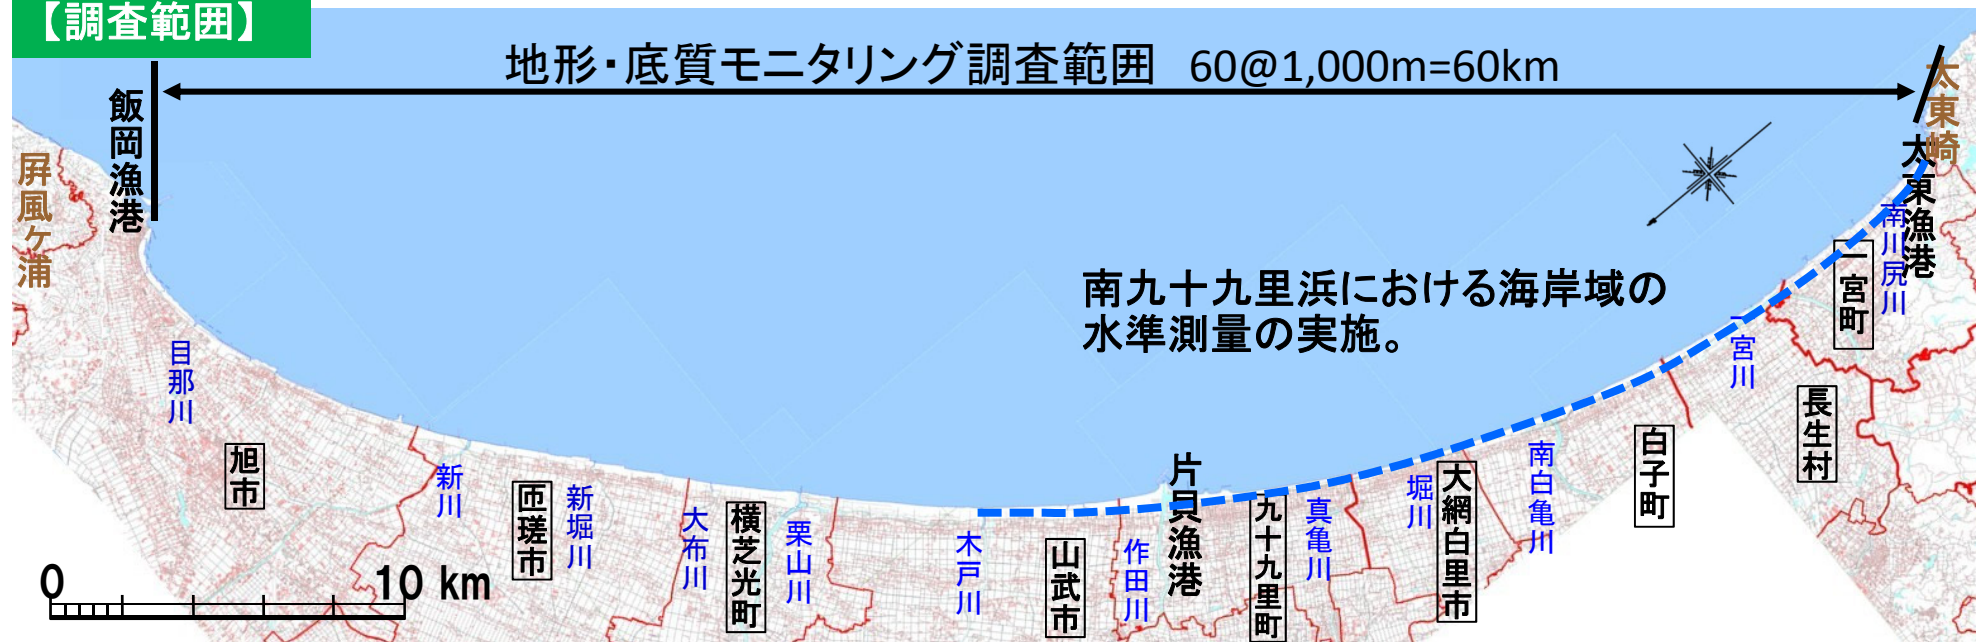 【調査範囲】
地形・底質モニタリング調査範囲 60@1,000m=60km
飯岡漁港
屛風ケ浦
太東崎
太東漁港
南川尻川
一宮町
南九十九里浜における海岸域の
水準測量の実施。
目那川
旭市
新川
匝瑳市
新堀川
大布川
横芝光町
栗山川
木戸川
山武市
作田川
片貝漁港
九十九里町
真亀川
堀川
大網白里市
南白亀川
白子町
一宮川
長生村
0
10 km